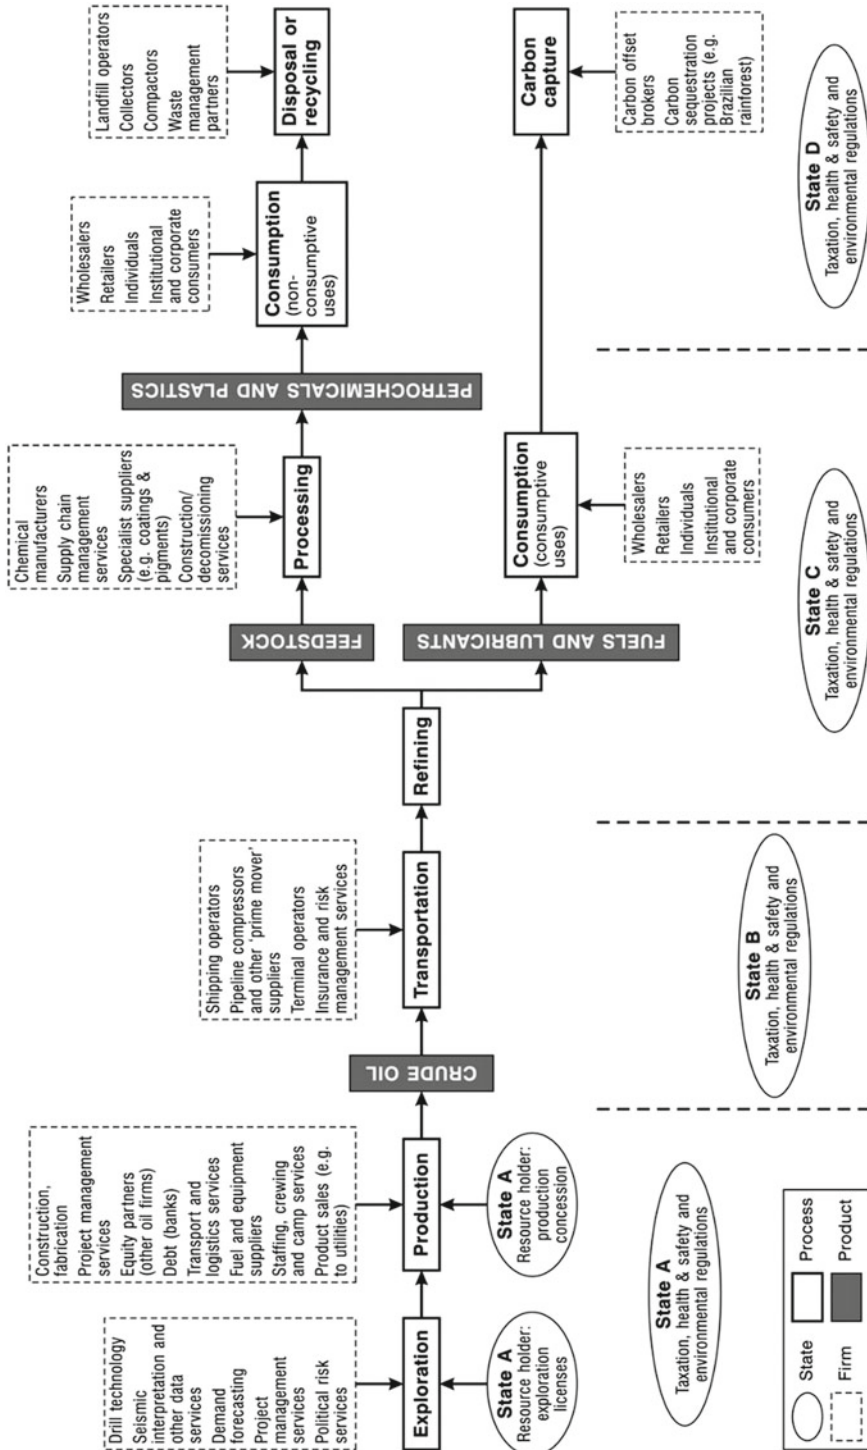 Drill technology
Seismic
interpretation and
other data
services
Demand
forecasting
Project
management
services
Political risk
services
Exploration
State A
Resource holder:
exploration
licenses
Construction,
fabrication
Project management
services
Equity partners
(other oil firms)
Debt (banks)
Transport and
logistics services
Fuel and equipment
suppliers
Staffing, crewing
and camp services
Product sales (e.g.
to utilities)
Production
State A
Resource holder:
production
concession
CRUDE OIL
Shipping operators
Pipeline compressors
and other 'prime mover'
suppliers
Terminal operators
Insurance and risk
management services
Transportation
Refining
FEEDSTOCK
FUELS AND LUBRICANTS
Chemical
manufacturers
Supply chain
management
services
Specialist suppliers
(e.g. coatings &
pigments)
Construction/
decomissioning
services
Processing
PETROCHEMICALS AND PLASTICS
Wholesalers
Retailers
Individuals
Institutional
and corporate
consumers
Consumption
(non-
consumptive
uses)
Landfill operators
Collectors
Compactors
Waste
management
partners
Disposal or
recycling
Consumption
(consumptive
uses)
Wholesalers
Retailers
Individuals
Institutional
and corporate
consumers
Carbon
capture
Carbon offset
brokers
Carbon
sequestration
projects (e.g.
Brazilian
rainforest)
State A
Taxation, health & safety and
environmental regulations
State B
Taxation, health & safety and
environmental regulations
State C
Taxation, health & safety and
environmental regulations
State D
Taxation, health & safety and
environmental regulations
State
Process
Firm
Product